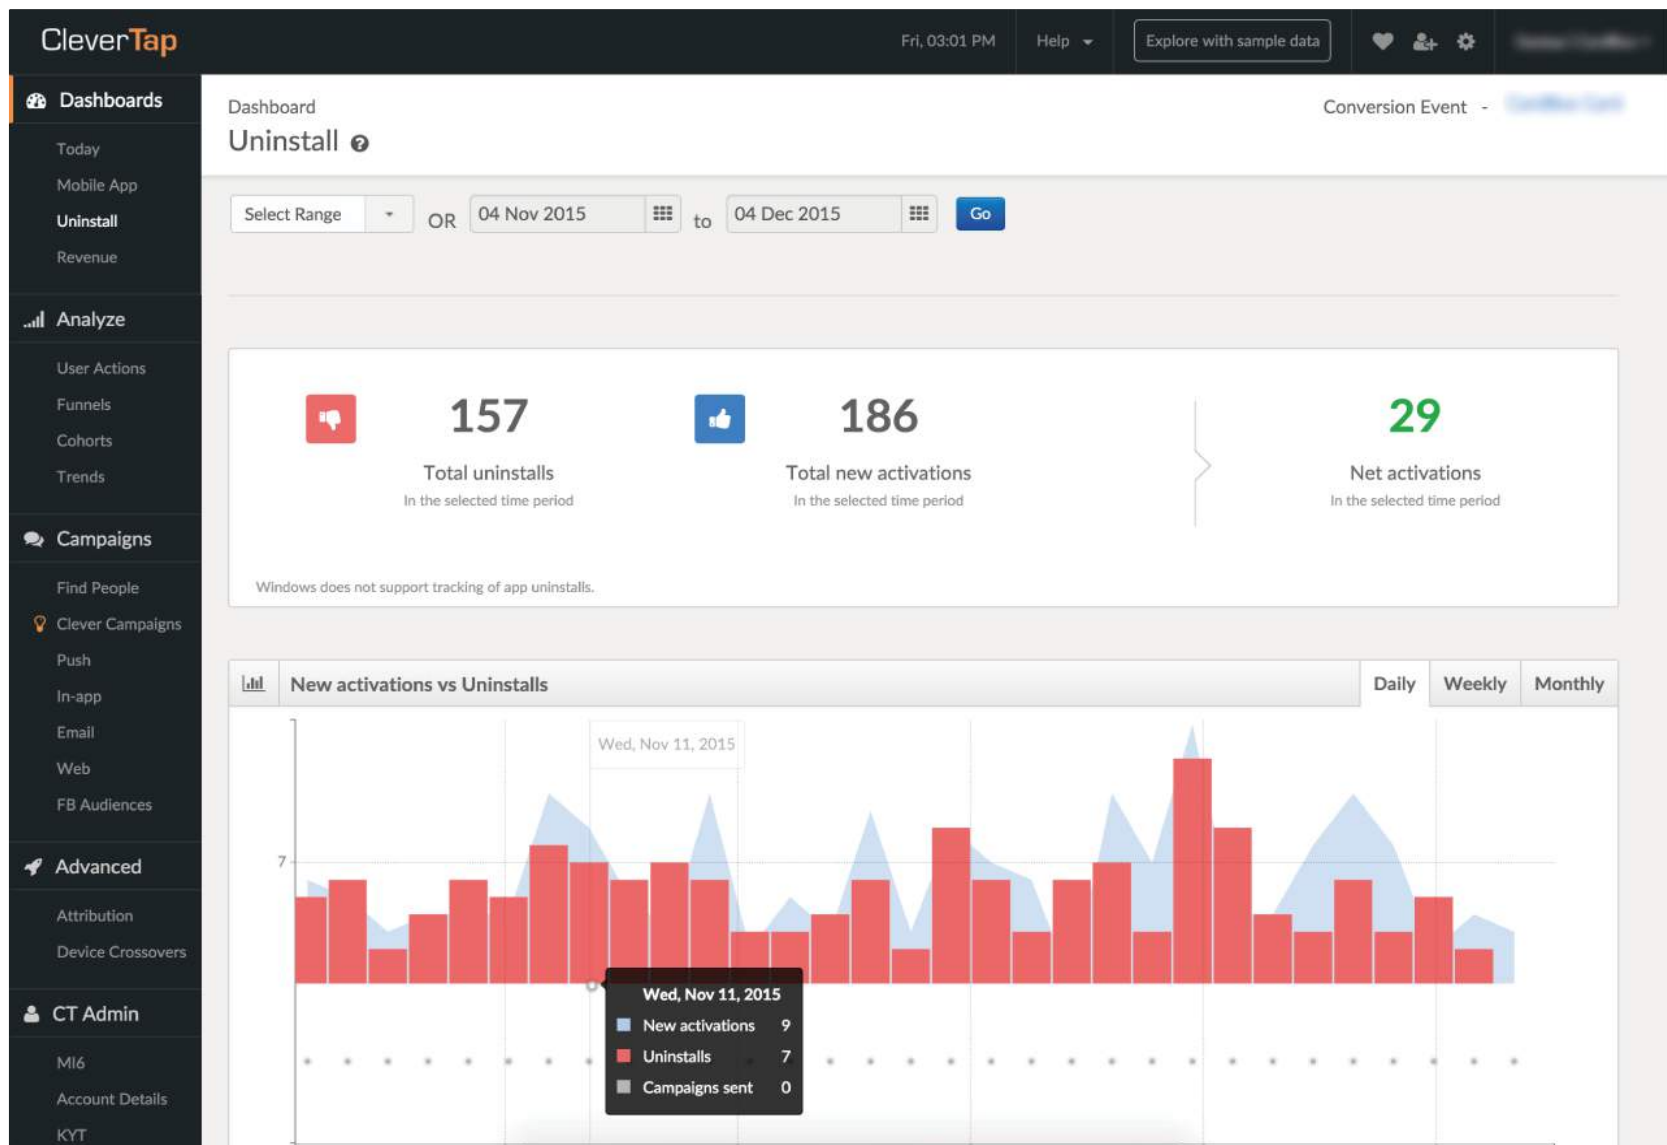 CleverTap
Fri, 03:01 PM
Help
Explore with sample data
Dashboards
Today
Mobile App
Uninstall
Revenue
Analyze
User Actions
Funnels
Cohorts
Trends
Campaigns
Find People
Clever Campaigns
Push
In-app
Email
Web
FB Audiences
Advanced
Attribution
Device Crossovers
CT Admin
MI6
Account Details
KYT
Dashboard
Uninstall ?
Conversion Event -
Select Range
OR
04 Nov 2015
to
04 Dec 2015
Go
157
Total uninstalls
In the selected time period
186
Total new activations
In the selected time period
29
Net activations
In the selected time period
Windows does not support tracking of app uninstalls.
New activations vs Uninstalls
Daily
Weekly
Monthly
Wed, Nov 11, 2015
7
Wed, Nov 11, 2015
New activations 9
Uninstalls 7
Campaigns sent 0